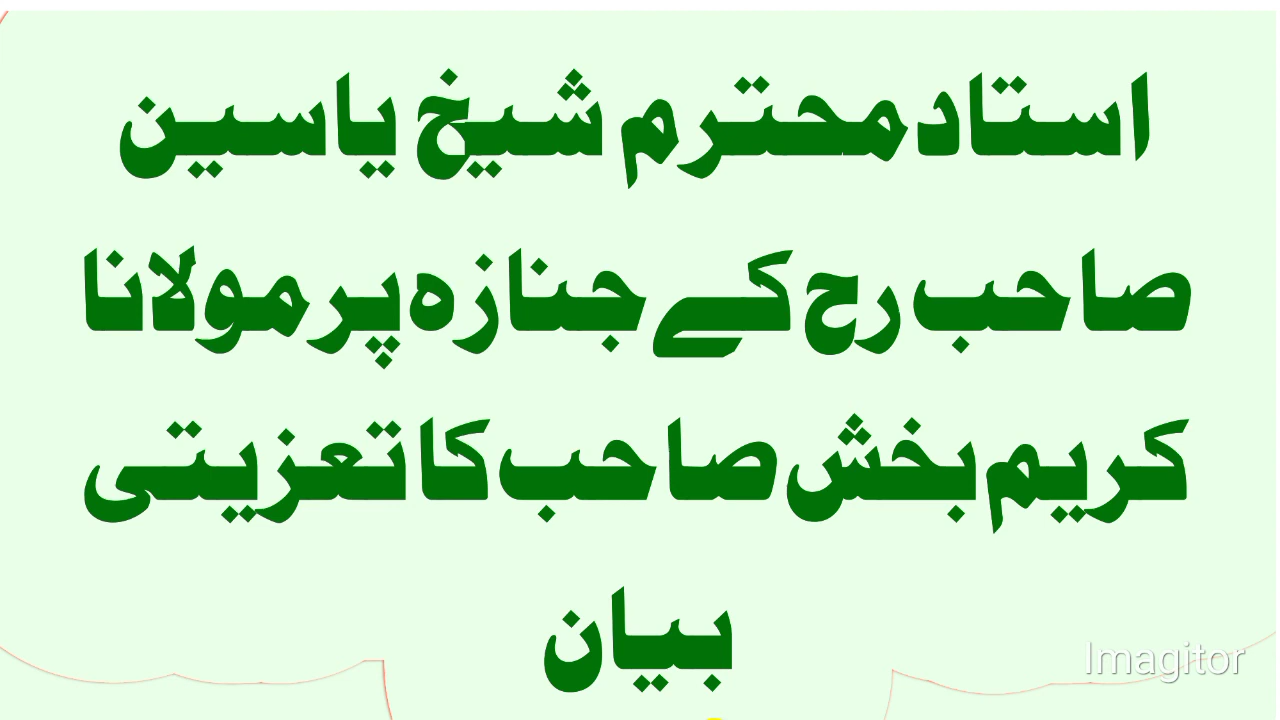 استاد محترم شیخ یاسین
صاحب رح کے جنازہ پر مولانا
کریم بخش صاحب کا تعزیتی
بیان
Imagitor